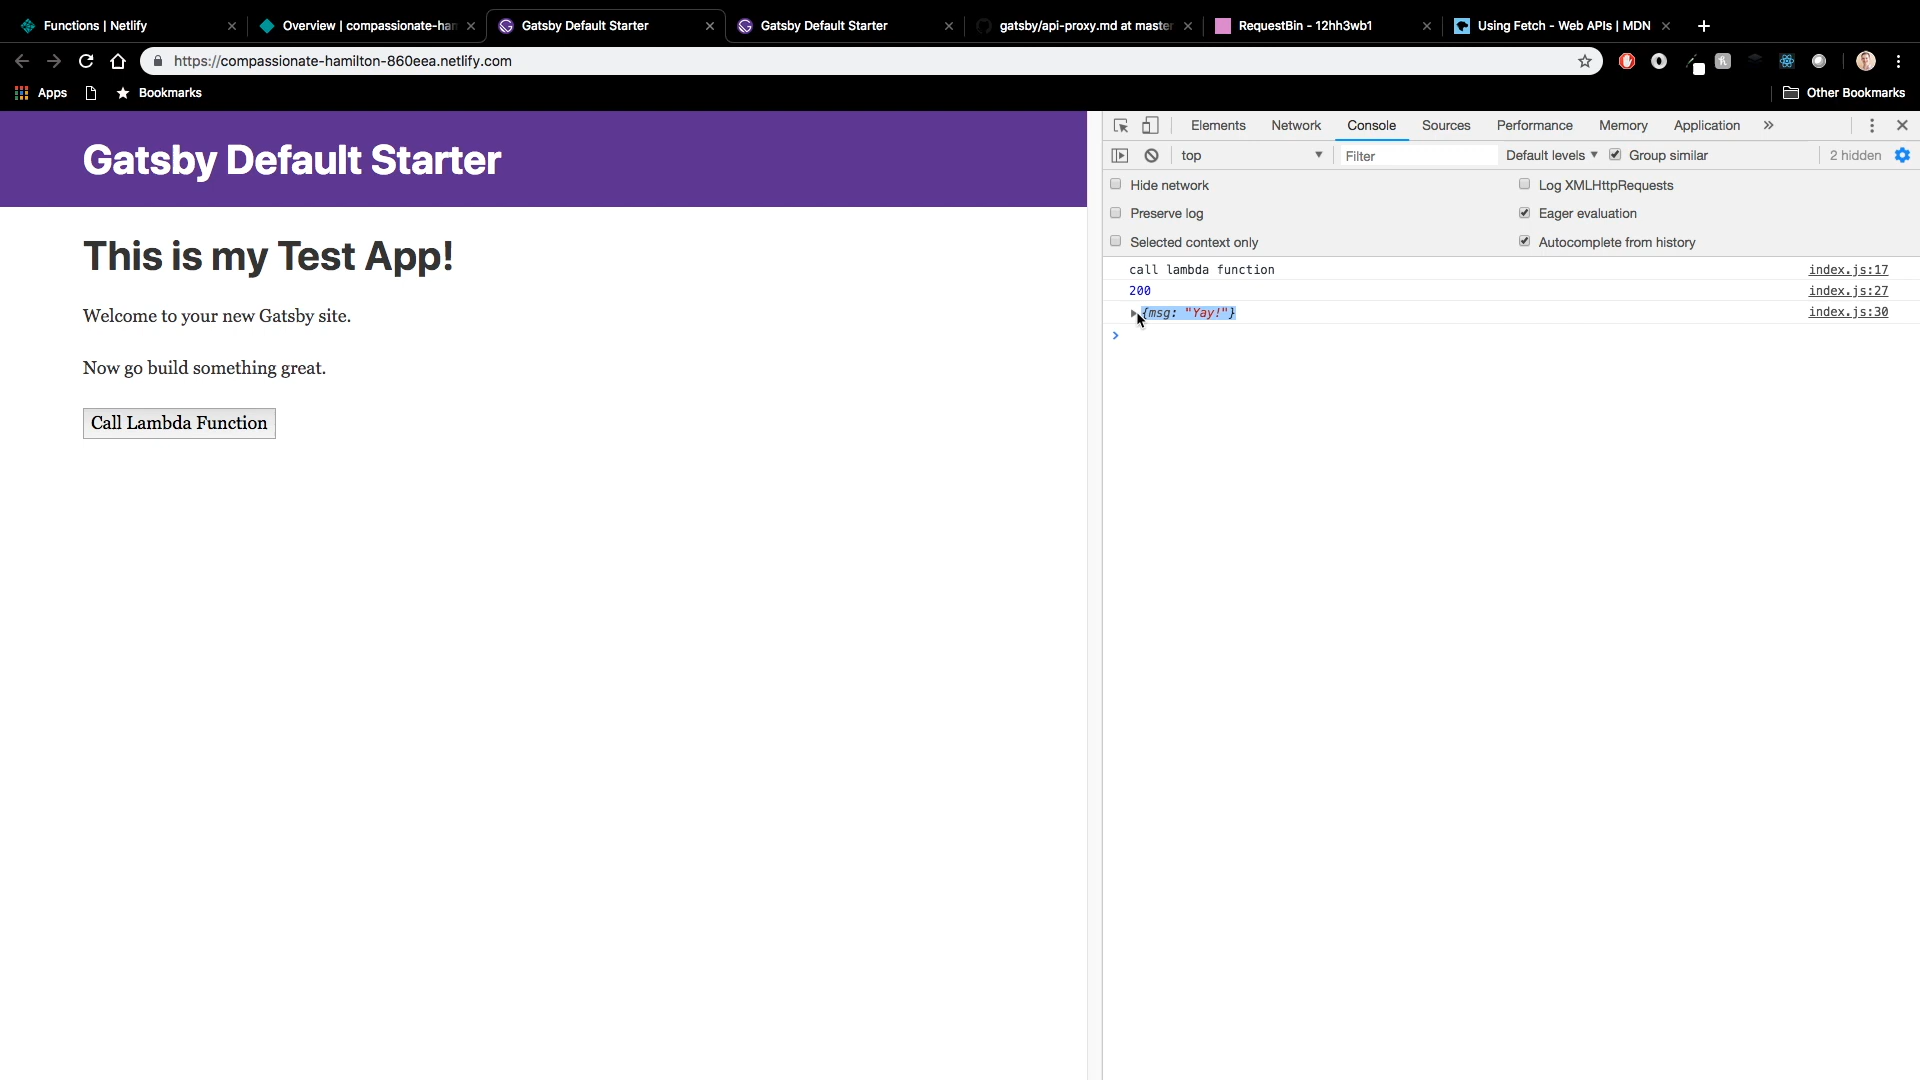 Functions | Netlify
Overview | compassionate-ham
Gatsby Default Starter
Gatsby Default Starter
gatsby/api-proxy.md at master
RequestBin - 12hh3wb1
Using Fetch - Web APIs | MDN
https://compassionate-hamilton-860eea.netlify.com
Apps
Bookmarks
Other Bookmarks
Gatsby Default Starter
This is my Test App!
Welcome to your new Gatsby site.
Now go build something great.
Call Lambda Function
Elements Network Console Sources Performance Memory Application
top Filter Default levels Group similar 2 hidden
Hide network Log XMLHttpRequests
Preserve log Eager evaluation
Selected context only Autocomplete from history
call lambda function index.js:17
200 index.js:27
{msg: "Yay!"} index.js:30